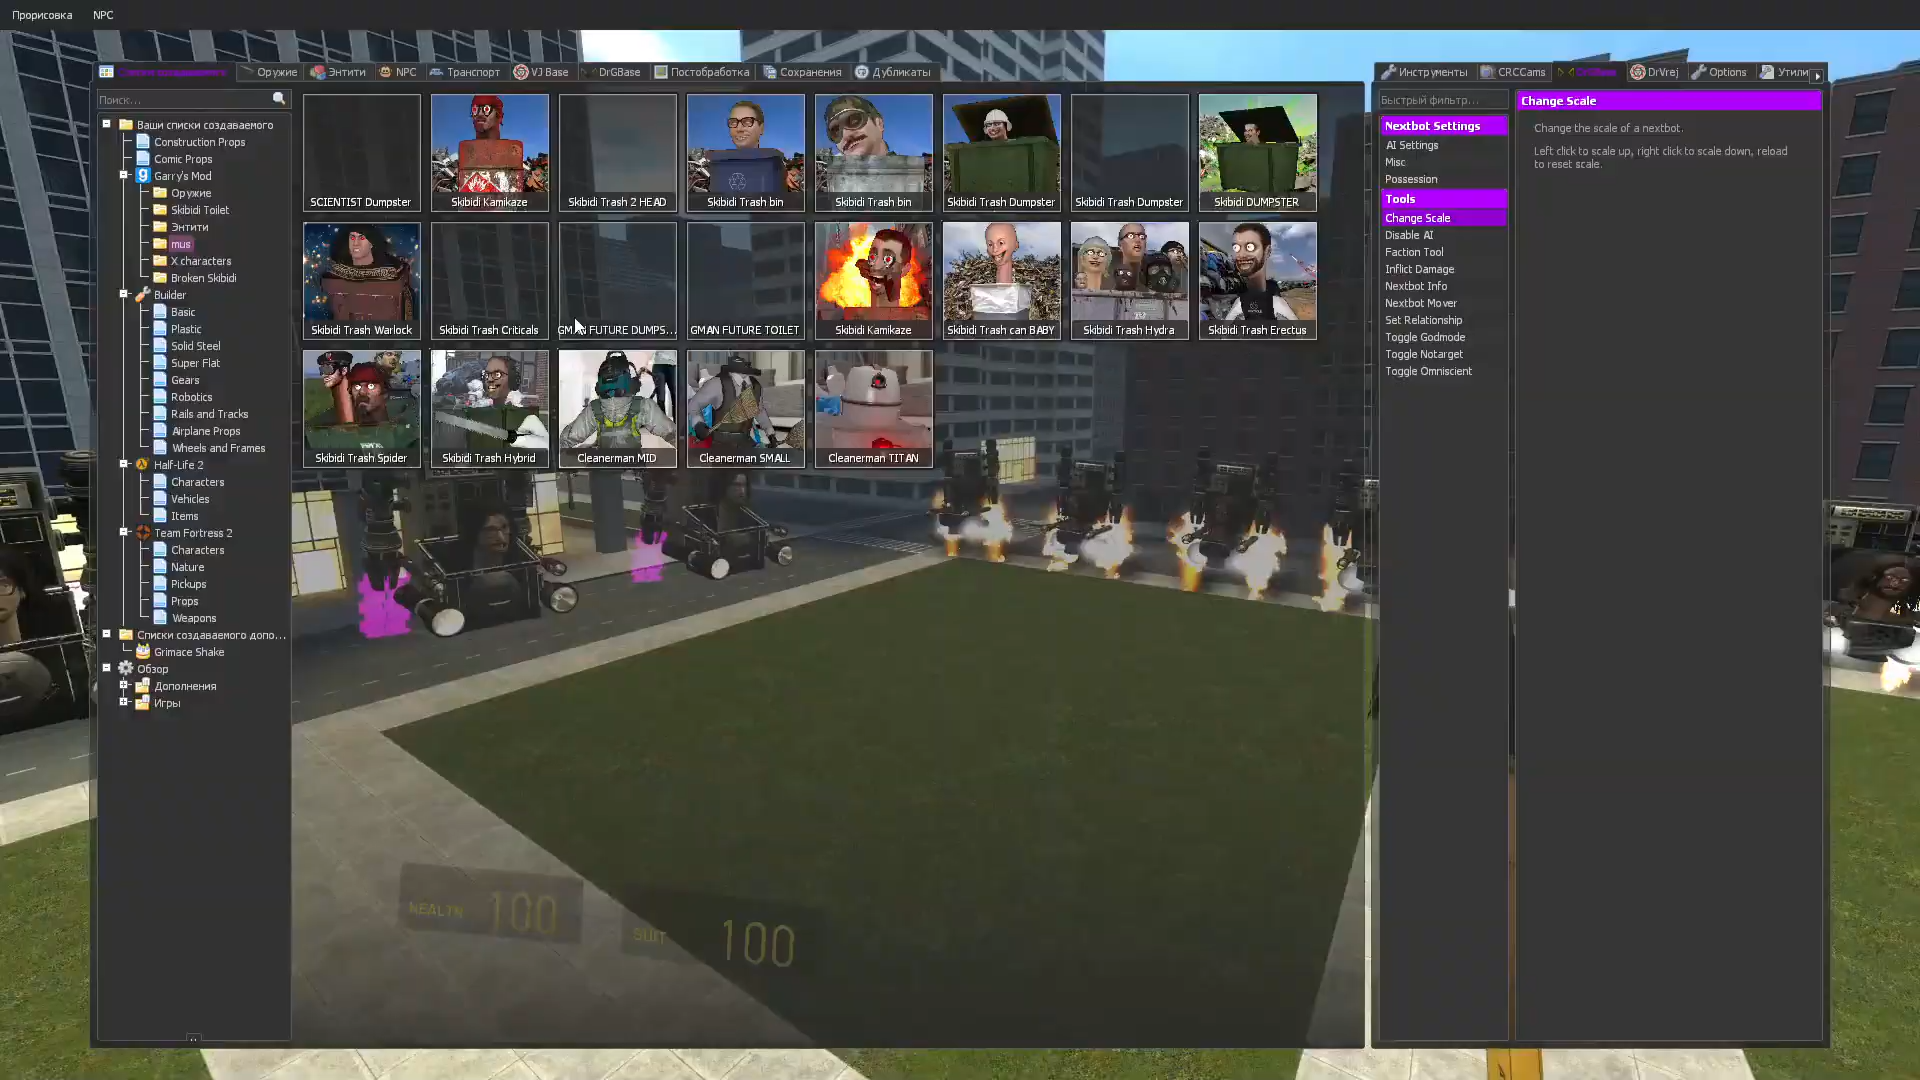 Прорисовка NPC
Оружие Энтити NPC Транспорт VJ Base DrGBase Постобработка Сохранения Дубликаты
Поиск...
Ваши списки создаваемого
Construction Props
Comic Props
Garry's Mod
Оружие
Skibidi Toilet
Энтити
mus
X characters
Broken Skibidi
Builder
Basic
Plastic
Solid Steel
Super Flat
Gears
Robotics
Rails and Tracks
Airplane Props
Wheels and Frames
Half-Life 2
Characters
Vehicles
Items
Team Fortress 2
Characters
Nature
Pickups
Props
Weapons
Списки создаваемого допо...
Grimace Shake
Обзор
Дополнения
Игры
SCIENTIST Dumpster Skibidi Kamikaze Skibidi Trash 2 HEAD Skibidi Trash bin Skibidi Trash bin Skibidi Trash Dumpster Skibidi Trash Dumpster Skibidi DUMPSTER
Skibidi Trash Warlock Skibidi Trash Criticals GMAN FUTURE DUMPS... GMAN FUTURE TOILET Skibidi Kamikaze Skibidi Trash can BABY Skibidi Trash Hydra Skibidi Trash Erectus
Skibidi Trash Spider Skibidi Trash Hybrid Cleanerman MID Cleanerman SMALL Cleanerman TITAN
HEALTH 100
SUIT 100
Инструменты CRCCams DrVrej Options Утили
Быстрый фильтр...
Nextbot Settings
AI Settings
Misc
Possession
Tools
Change Scale
Disable AI
Faction Tool
Inflict Damage
Nextbot Info
Nextbot Mover
Set Relationship
Toggle Godmode
Toggle Notarget
Toggle Omniscient
Change Scale
Change the scale of a nextbot.
Left click to scale up, right click to scale down, reload
to reset scale.